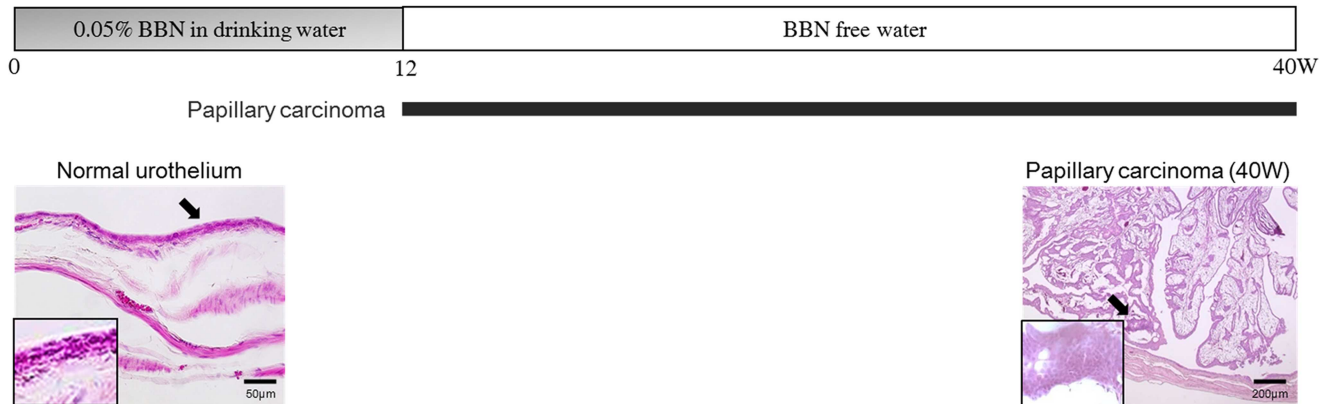 0.05% BBN in drinking water
BBN free water
0
12
40W
Papillary carcinoma
Normal urothelium
Papillary carcinoma (40W)
50μm
200μm